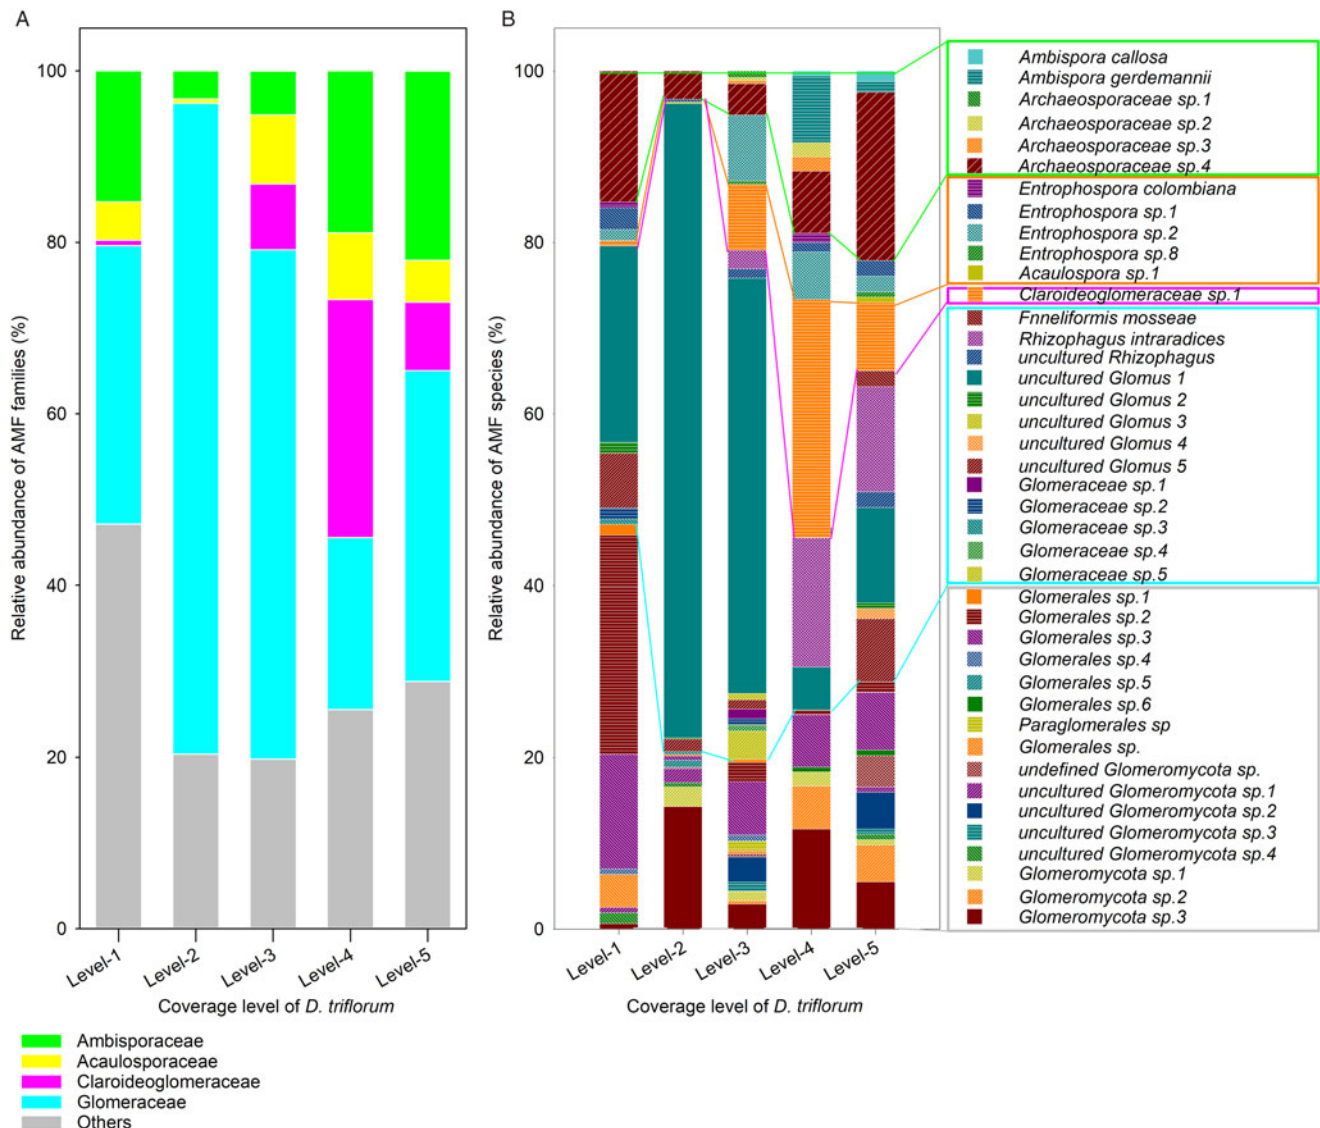 A
B
Relative abundance of AMF families (%)
100
80
60
40
20
0
Level-1
Level-2
Level-3
Level-4
Level-5
Coverage level of D. triflorum
Relative abundance of AMF species (%)
100
80
60
40
20
0
Level-1
Level-2
Level-3
Level-4
Level-5
Coverage level of D. triflorum
Ambispora callosa
Ambispora gerdemannii
Archaeosporaceae sp.1
Archaeosporaceae sp.2
Archaeosporaceae sp.3
Archaeosporaceae sp.4
Entrophospora colombiana
Entrophospora sp.1
Entrophospora sp.2
Entrophospora sp.8
Acaulospora sp.1
Claroideoglomeraceae sp.1
Fnneliformis mosseae
Rhizophagus intraradices
uncultured Rhizophagus
uncultured Glomus 1
uncultured Glomus 2
uncultured Glomus 3
uncultured Glomus 4
uncultured Glomus 5
Glomeraceae sp.1
Glomeraceae sp.2
Glomeraceae sp.3
Glomeraceae sp.4
Glomeraceae sp.5
Glomerales sp.1
Glomerales sp.2
Glomerales sp.3
Glomerales sp.4
Glomerales sp.5
Glomerales sp.6
Paraglomerales sp
Glomerales sp.
undefined Glomeromycota sp.
uncultured Glomeromycota sp.1
uncultured Glomeromycota sp.2
uncultured Glomeromycota sp.3
uncultured Glomeromycota sp.4
Glomeromycota sp.1
Glomeromycota sp.2
Glomeromycota sp.3
Ambisporaceae
Acaulosporaceae
Claroideoglomeraceae
Glomeraceae
Others